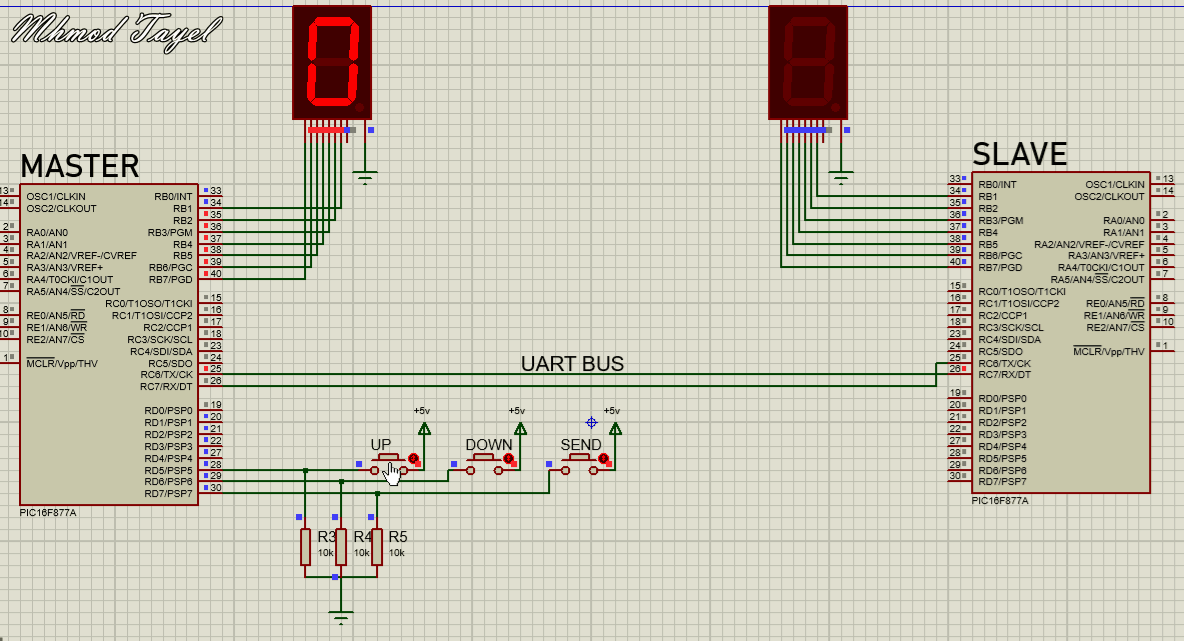 Mhmod Tayel
MASTER
13
14
2
3
4
5
6
7
8
9
10
1
OSC1/CLKIN
OSC2/CLKOUT
RA0/AN0
RA1/AN1
RA2/AN2/VREF-/CVREF
RA3/AN3/VREF+
RA4/T0CKI/C1OUT
RA5/AN4/SS/C2OUT
RE0/AN5/RD
RE1/AN6/WR
RE2/AN7/CS
MCLR/Vpp/THV
RB0/INT 33
RB1 34
RB2 35
RB3/PGM 36
RB4 37
RB5 38
RB6/PGC 39
RB7/PGD 40
RC0/T1OSO/T1CKI 15
RC1/T1OSI/CCP2 16
RC2/CCP1 17
RC3/SCK/SCL 18
RC4/SDI/SDA 23
RC5/SDO 24
RC6/TX/CK 25
RC7/RX/DT 26
RD0/PSP0 19
RD1/PSP1 20
RD2/PSP2 21
RD3/PSP3 22
RD4/PSP4 27
RD5/PSP5 28
RD6/PSP6 29
RD7/PSP7 30
PIC16F877A
0
UART BUS
+5v +5v +5v
UP DOWN SEND
R3 R4 R5
10k 10k 10k
8
SLAVE
33 RB0/INT
34 RB1
35 RB2
36 RB3/PGM
37 RB4
38 RB5
39 RB6/PGC
40 RB7/PGD
15 RC0/T1OSO/T1CKI
16 RC1/T1OSI/CCP2
17 RC2/CCP1
18 RC3/SCK/SCL
23 RC4/SDI/SDA
24 RC5/SDO
25 RC6/TX/CK
26 RC7/RX/DT
19 RD0/PSP0
20 RD1/PSP1
21 RD2/PSP2
22 RD3/PSP3
27 RD4/PSP4
28 RD5/PSP5
29 RD6/PSP6
30 RD7/PSP7
OSC1/CLKIN 13
OSC2/CLKOUT 14
RA0/AN0 2
RA1/AN1 3
RA2/AN2/VREF-/CVREF 4
RA3/AN3/VREF+ 5
RA4/T0CKI/C1OUT 6
RA5/AN4/SS/C2OUT 7
RE0/AN5/RD 8
RE1/AN6/WR 9
RE2/AN7/CS 10
MCLR/Vpp/THV 1
PIC16F877A